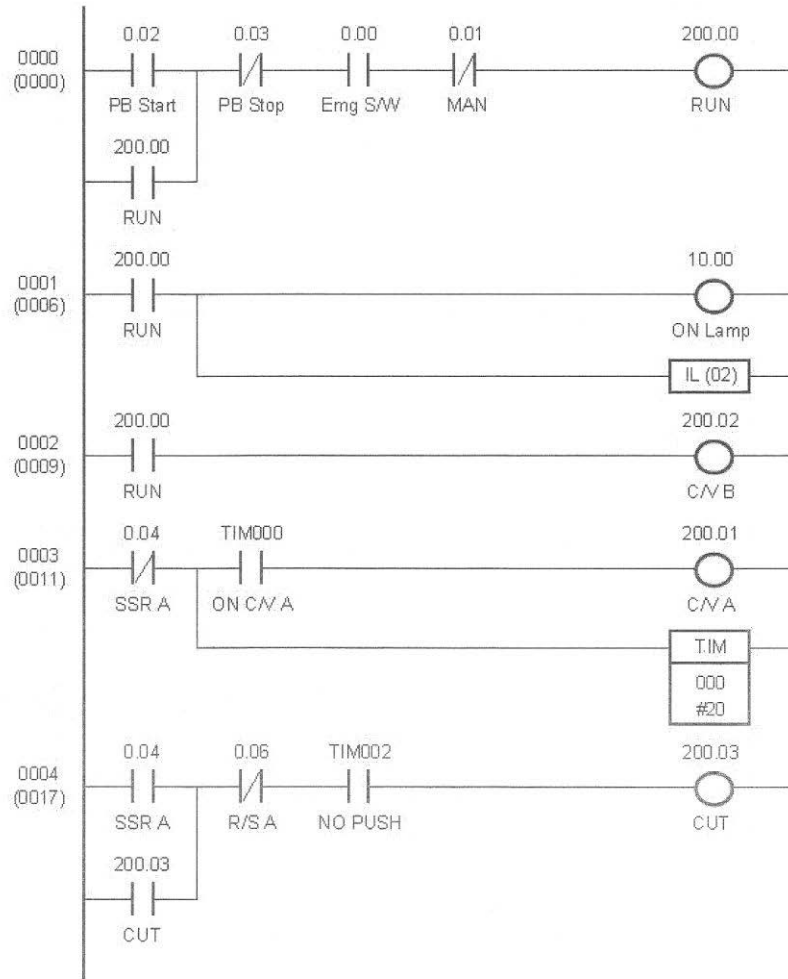 0.02 0.03 0.00 0.01 200.00
0000
(0000)
PB Start PB Stop Emg S/W MAN RUN
200.00
RUN
200.00 10.00
0001
(0006)
RUN ON Lamp
IL (02)
200.00 200.02
0002
(0009)
RUN C/V B
0.04 TIM000 200.01
0003
(0011)
SSR A ON C/V A C/V A
TIM
000
#20
0.04 0.06 TIM002 200.03
0004
(0017)
SSR A R/S A NO PUSH CUT
200.03
CUT